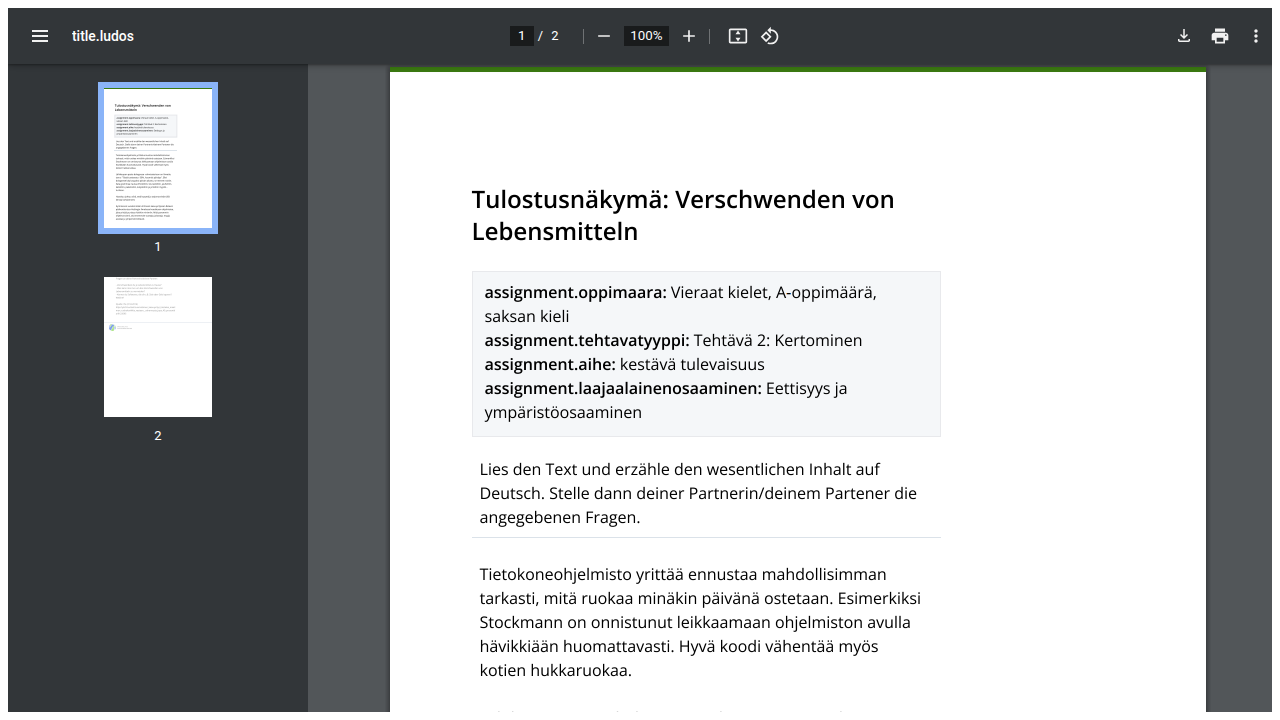 title.ludos
1 / 2
100%
1
2
Tulostusnäkymä: Verschwenden von
Lebensmitteln
assignment.oppimaara: Vieraat kielet, A-oppimäärä,
saksan kieli
assignment.tehtavatyyppi: Tehtävä 2: Kertominen
assignment.aihe: kestävä tulevaisuus
assignment.laajaalainenosaaminen: Eettisyys ja
ympäristöosaaminen
Lies den Text und erzähle den wesentlichen Inhalt auf
Deutsch. Stelle dann deiner Partnerin/deinem Partener die
angegebenen Fragen.
Tietokoneohjelmisto yrittää ennustaa mahdollisimman
tarkasti, mitä ruokaa minäkin päivänä ostetaan. Esimerkiksi
Stockmann on onnistunut leikkaamaan ohjelmiston avulla
hävikkiään huomattavasti. Hyvä koodi vähentää myös
kotien hukkaruokaa.